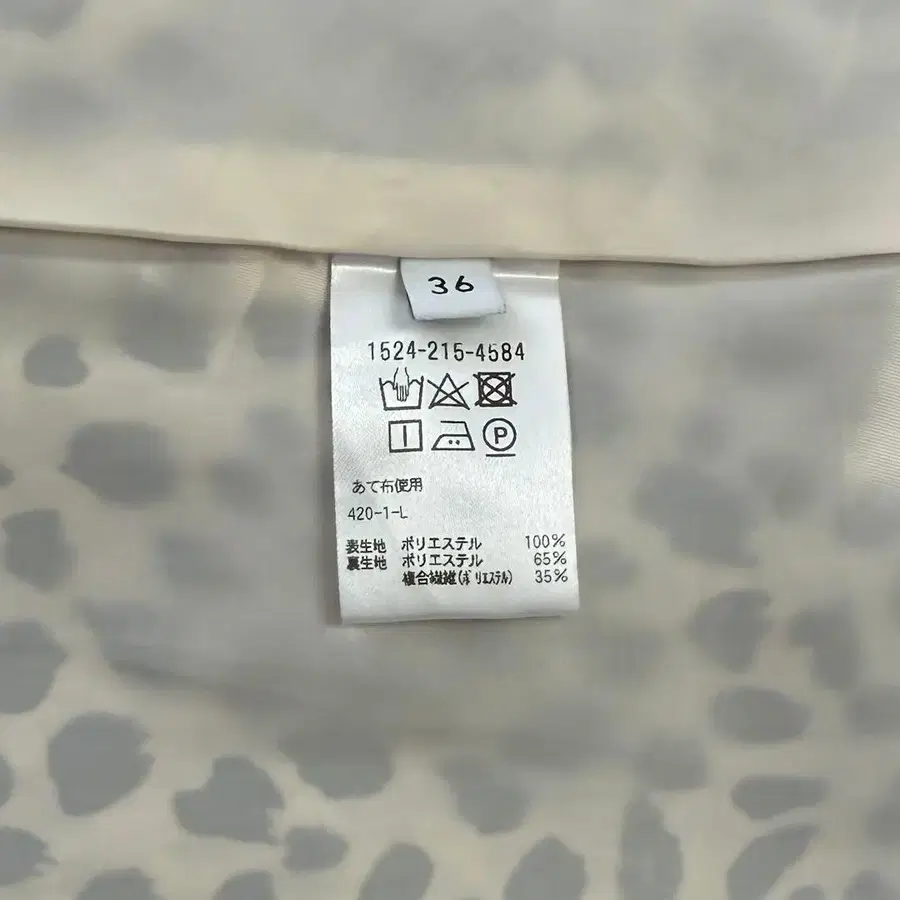 36
1524-215-4584
P
あて布使用
420-1-L
表生地 ポリエステル 100%
裏生地 ポリエステル 65%
複合繊維(ポリエステル) 35%